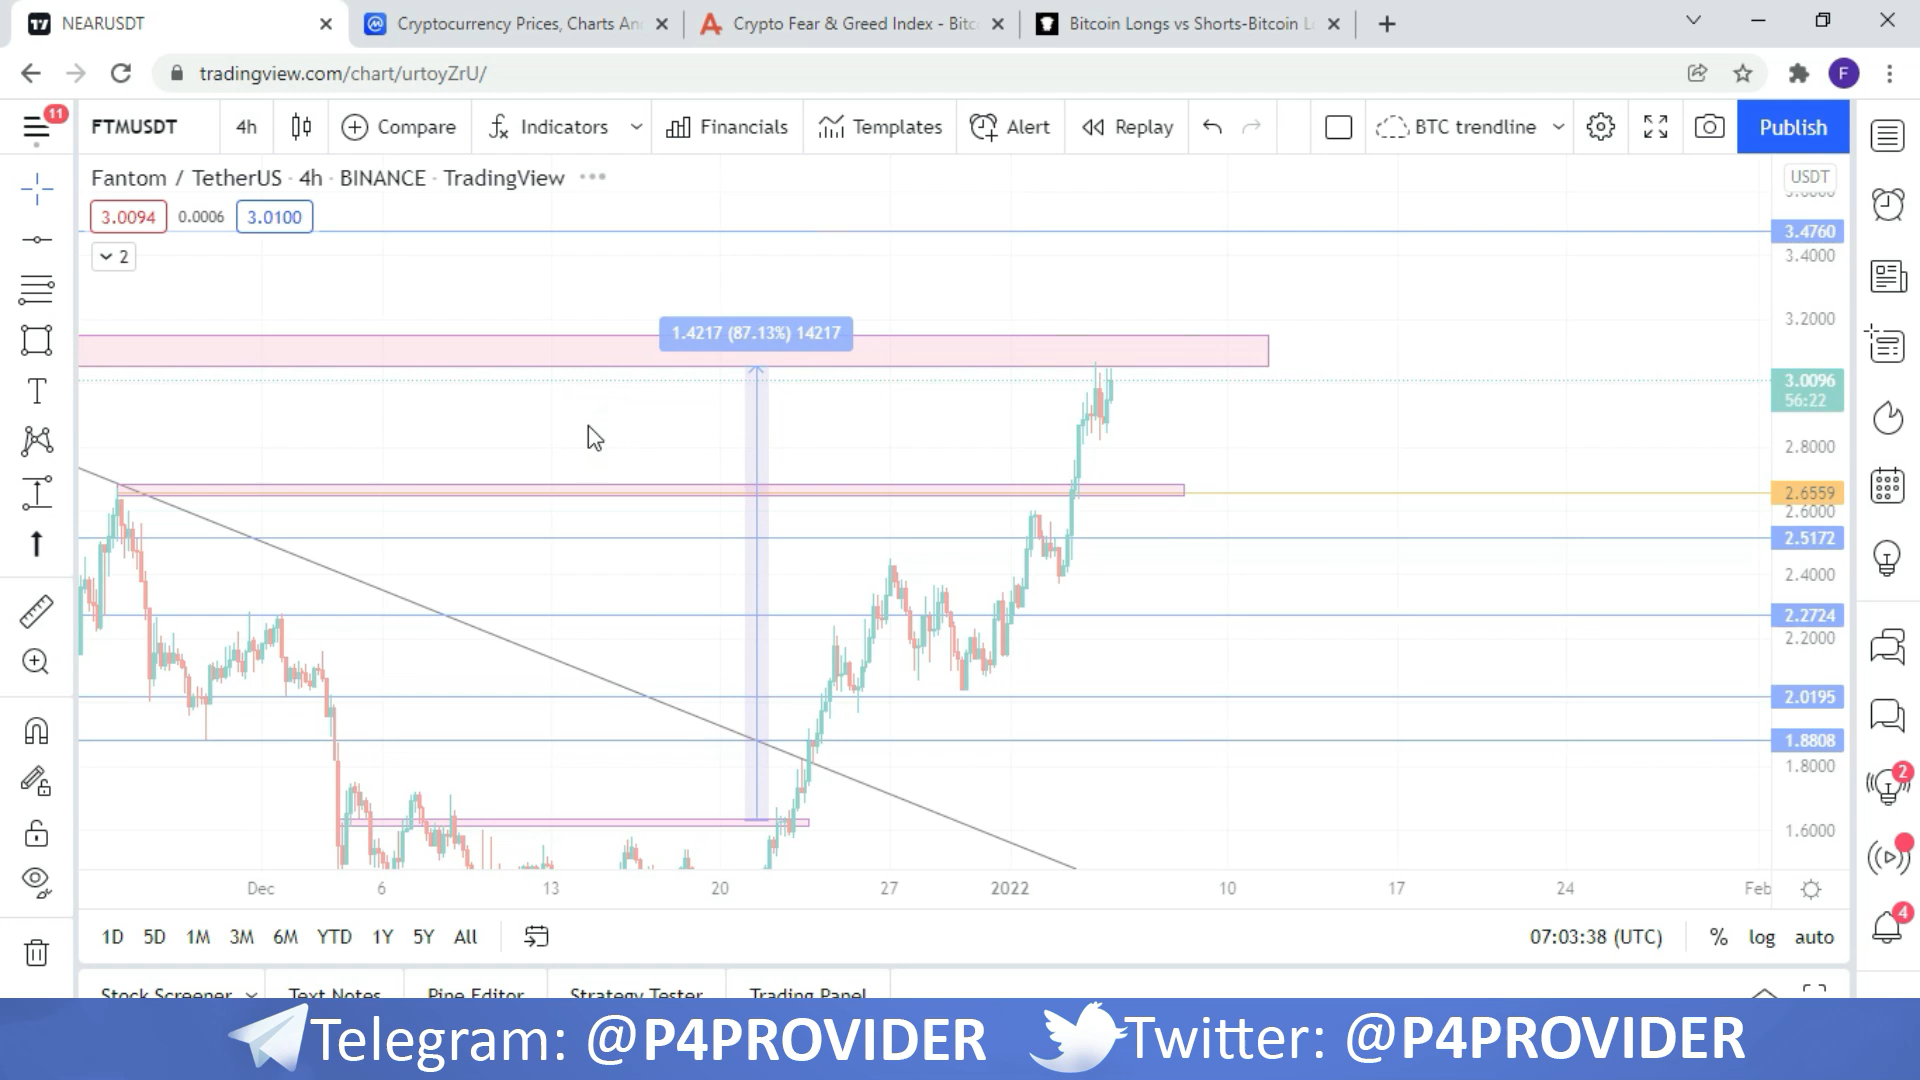 NEARUSDT
Cryptocurrency Prices, Charts An
Crypto Fear & Greed Index - Bitc
Bitcoin Longs vs Shorts-Bitcoin L
tradingview.com/chart/urtoyZrU/
F
11
FTMUSDT
4h
Compare
Indicators
Financials
Templates
Alert
Replay
BTC trendline
Publish
Fantom / TetherUS · 4h · BINANCE · TradingView
USDT
3.0094
0.0006
3.0100
2
3.4760
3.4000
1.4217 (87.13%) 14217
3.2000
3.0096
56:22
2.8000
2.6559
2.6000
2.5172
2.4000
2.2724
2.2000
2.0195
1.8808
1.8000
1.6000
Dec
6
13
20
27
2022
10
17
24
Feb
2
4
1D
5D
1M
3M
6M
YTD
1Y
5Y
All
07:03:38 (UTC)
%
log
auto
Stock Screener
Text Notes
Pine Editor
Strategy Tester
Trading Panel
Telegram: @P4PROVIDER
Twitter: @P4PROVIDER